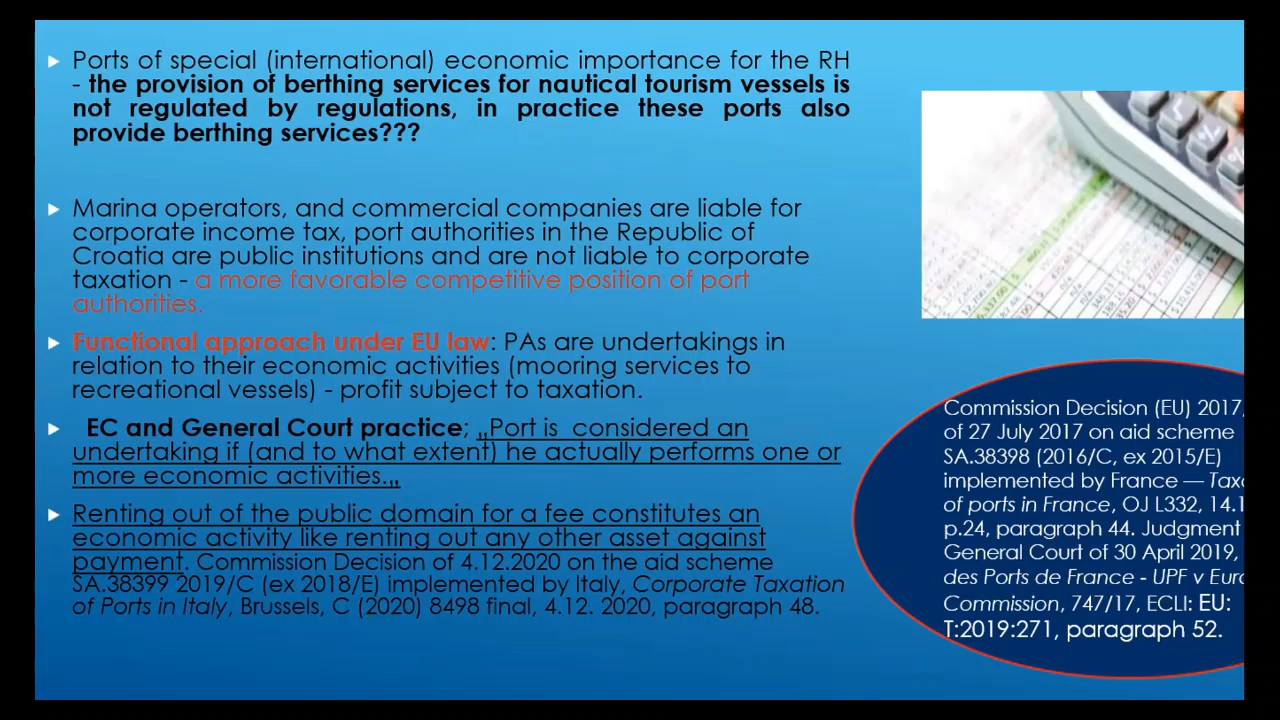 Ports of special (international) economic importance for the RH
- the provision of berthing services for nautical tourism vessels is
not regulated by regulations, in practice these ports also
provide berthing services???
Marina operators, and commercial companies are liable for
corporate income tax, port authorities in the Republic of
Croatia are public institutions and are not liable to corporate
taxation - a more favorable competitive position of port
authorities.
Functional approach under EU law: PAs are undertakings in
relation to their economic activities (mooring services to
recreational vessels) - profit subject to taxation.
EC and General Court practice; „Port is considered an
undertaking if (and to what extent) he actually performs one or
more economic activities.„
Renting out of the public domain for a fee constitutes an
economic activity like renting out any other asset against
payment. Commission Decision of 4.12.2020 on the aid scheme
SA.38399 2019/C (ex 2018/E) implemented by Italy, Corporate Taxation
of Ports in Italy, Brussels, C (2020) 8498 final, 4.12. 2020, paragraph 48.
Commission Decision (EU) 2017/
of 27 July 2017 on aid scheme
SA.38398 (2016/C, ex 2015/E)
implemented by France —
of ports in France, OJ L332, 14.1
p.24, paragraph 44. Judgment
General Court of 30 April 2019,
des Ports de France - UPF v
Commission, 747/17, ECLI: EU:
T:2019:271, paragraph 52.